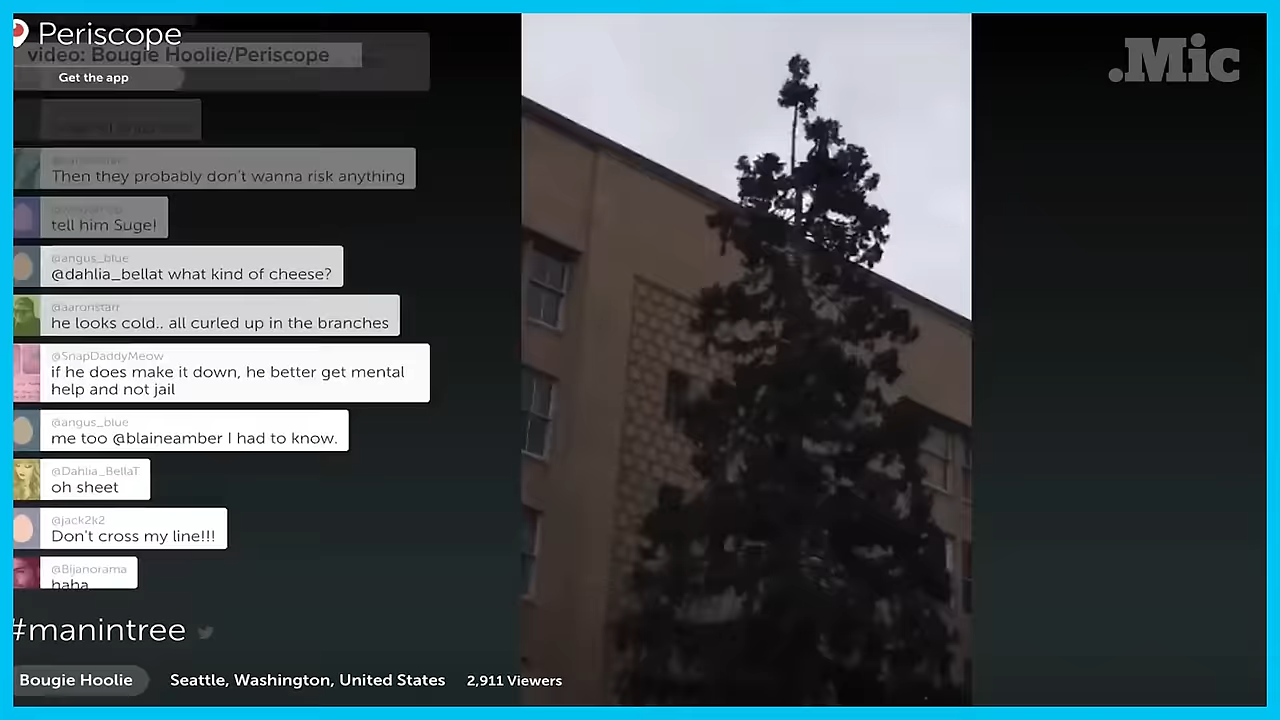 Periscope
video: Bougie Hoolie/Periscope
.Mic
Get the app
Then they probably don't wanna risk anything
tell him Suge!
@angus_blue
@dahlia_bellat what kind of cheese?
@aaronstarr
he looks cold.. all curled up in the branches
@SnapDaddyMeow
if he does make it down, he better get mental
help and not jail
@angus_blue
me too @blaineamber I had to know.
@Dahlia_BellaT
oh sheet
@jack2k2
Don't cross my line!!!
@Bijanorama
haha
#manintree
Bougie Hoolie
Seattle, Washington, United States
2,911 Viewers